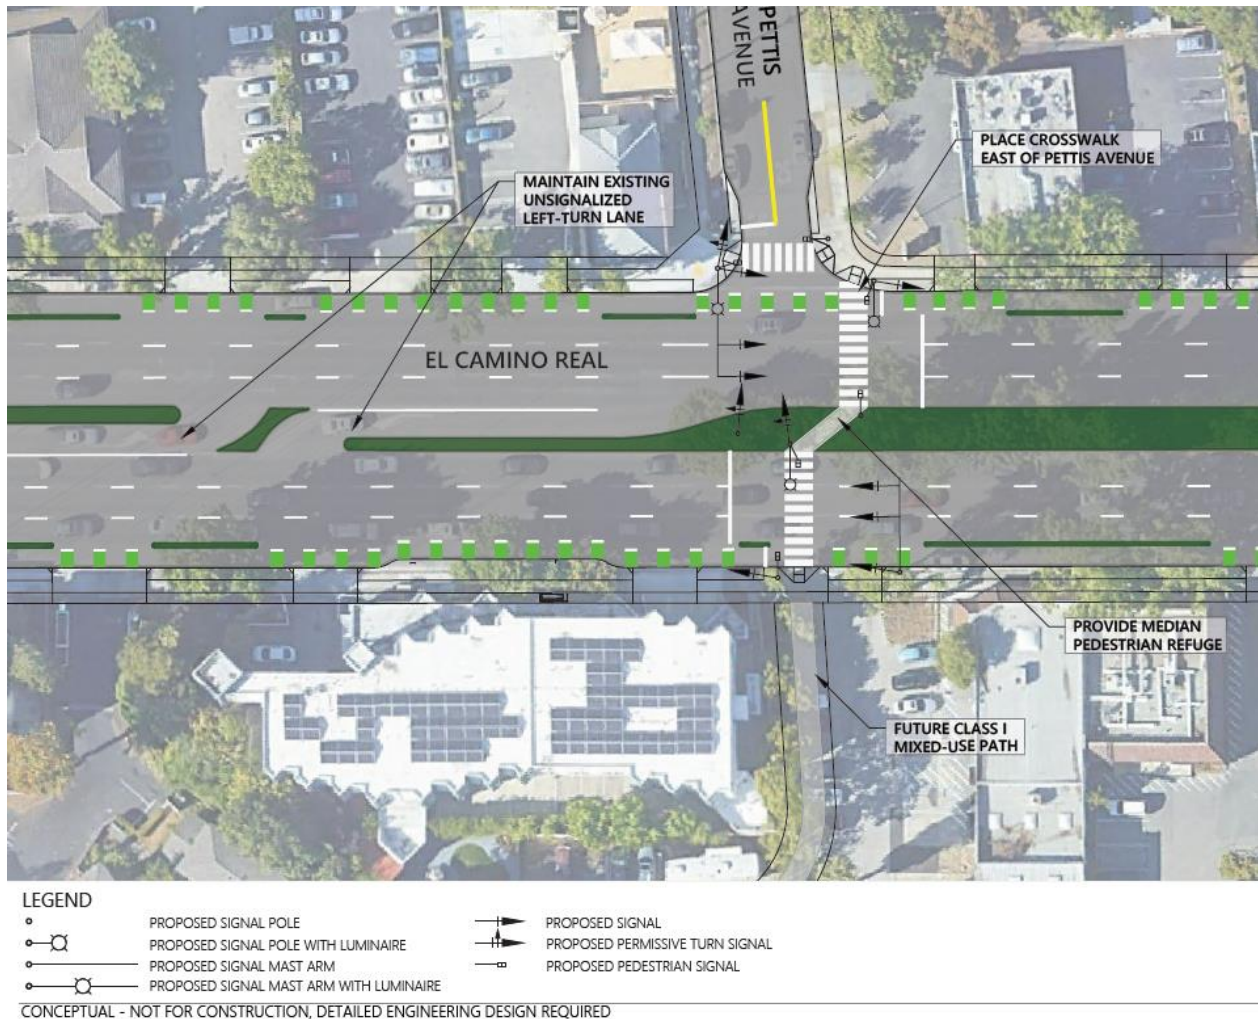 PETTIS
AVENUE
PLACE CROSSWALK
EAST OF PETTIS AVENUE
MAINTAIN EXISTING
UNSIGNALIZED
LEFT-TURN LANE
EL CAMINO REAL
PROVIDE MEDIAN
PEDESTRIAN REFUGE
FUTURE CLASS I
MIXED-USE PATH
LEGEND
PROPOSED SIGNAL POLE
PROPOSED SIGNAL POLE WITH LUMINAIRE
PROPOSED SIGNAL MAST ARM
PROPOSED SIGNAL MAST ARM WITH LUMINAIRE
PROPOSED SIGNAL
PROPOSED PERMISSIVE TURN SIGNAL
PROPOSED PEDESTRIAN SIGNAL
CONCEPTUAL - NOT FOR CONSTRUCTION, DETAILED ENGINEERING DESIGN REQUIRED